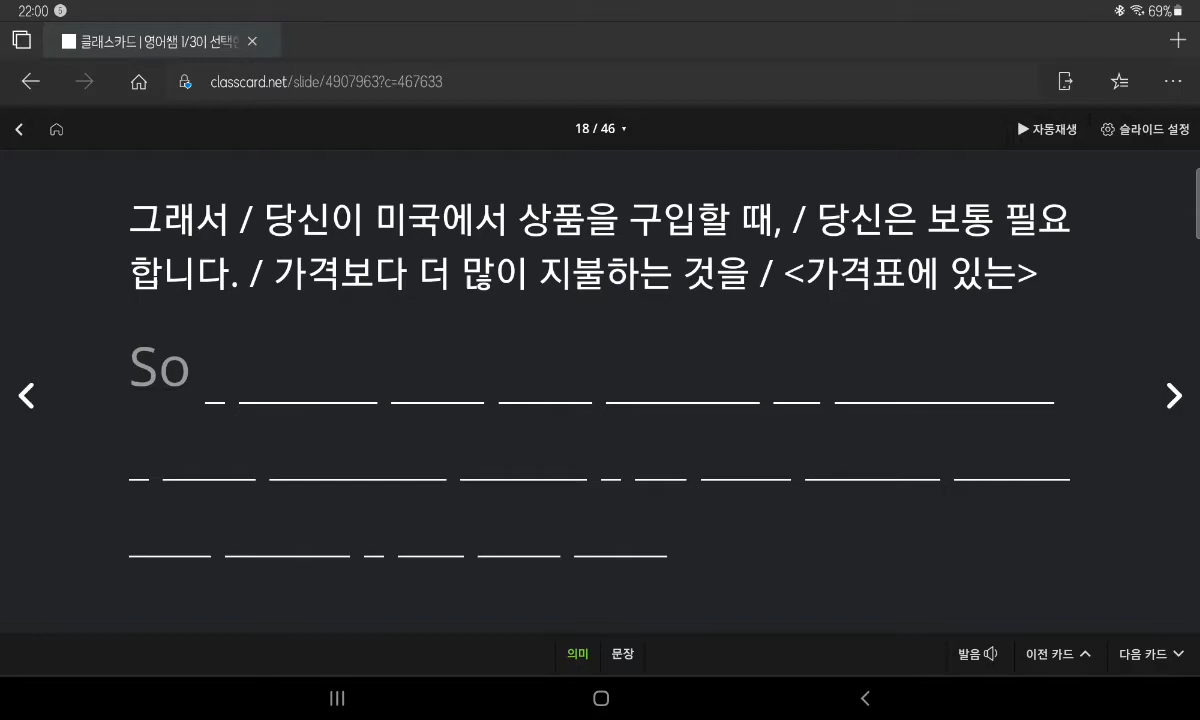 22:00 5 69%
클래스카드 | 영어쌤 1/3이 선택한
classcard.net/slide/4907963?c=467633
18 / 46 자동재생 슬라이드 설정
그래서 / 당신이 미국에서 상품을 구입할 때, / 당신은 보통 필요
합니다. / 가격보다 더 많이 지불하는 것을 / <가격표에 있는>
So
의미 문장 발음 이전 카드 다음 카드